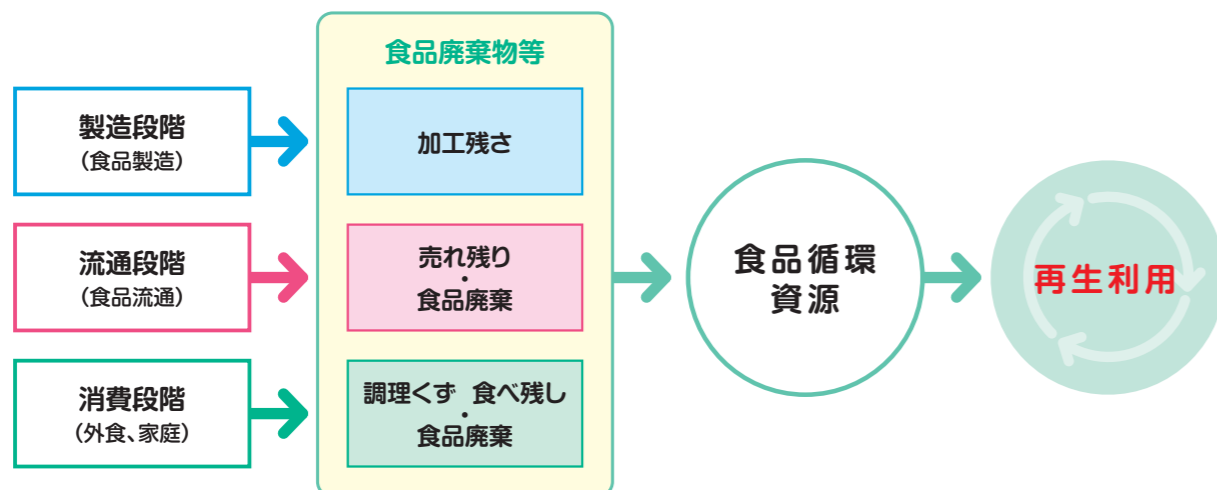 食品廃棄物等
製造段階
(食品製造)
加工残さ
流通段階
(食品流通)
売れ残り
・
食品廃棄
消費段階
(外食、家庭)
調理くず 食べ残し
・
食品廃棄
食品循環
資源
再生利用